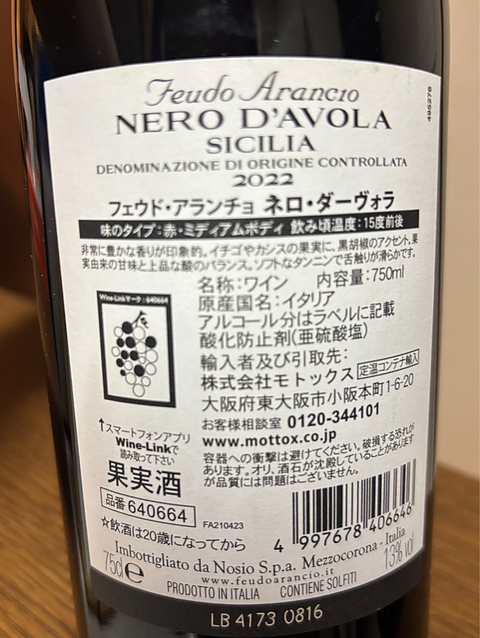 Feudo Arancio
NERO D'AVOLA
SICILIA
DENOMINAZIONE DI ORIGINE CONTROLLATA
2022
フェウド・アランチョ ネロ・ダーヴォラ
味のタイプ:赤・ミディアムボディ 飲み頃温度:15度前後
非常に豊かな香りが印象的。イチゴやカシスの果実に、黒胡椒のアクセント。果
実由来の甘味と上品な酸のバランス。ソフトなタンニンで舌触りが滑らかです。
名称:ワイン 内容量:750ml
原産国名:イタリア
アルコール分はラベルに記載
酸化防止剤(亜硫酸塩)
輸入者及び引取先:
株式会社モトックス 定温コンテナ輸入
大阪府東大阪市小阪本町1-6-20
お客様相談室 0120-344101
www.mottox.co.jp
容器への衝撃は避けてください。破損する恐れが
あります。オリ、酒石が沈殿していることがあります
が品質には問題はございません。
Wine-Linkマーク:640664
↑スマートフォンアプリ
Wine-Linkで
読み取って下さい
果実酒
品番 640664
FA210423
☆飲酒は20歳になってから
4 997678 406646
Imbottigliato da Nosio S.p.a. Mezzocorona - Italia
75cl e
www.feudoarancio.it
13% vol
PRODOTTO IN ITALIA CONTIENE SOLFITI
LB 4173 0816